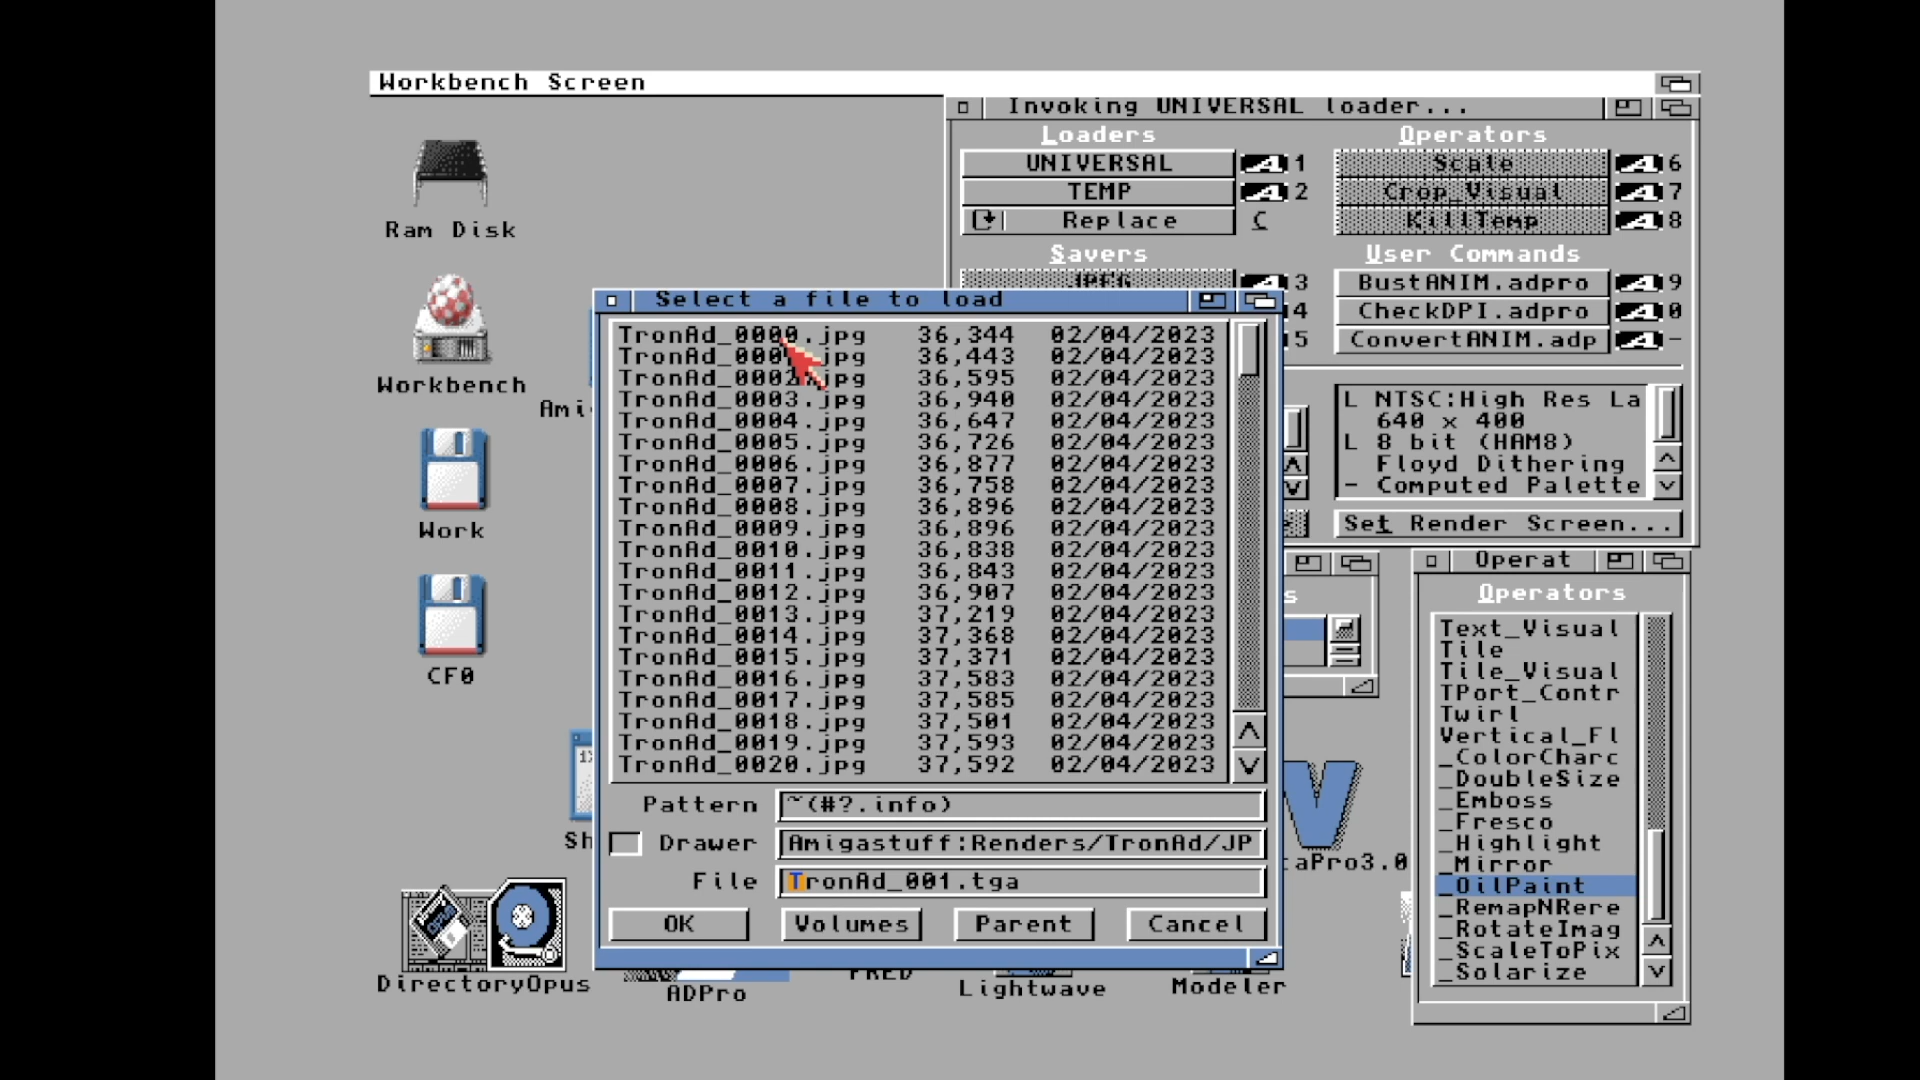 Workbench Screen
Invoking UNIVERSAL loader...
Loaders
Operators
UNIVERSAL 1
Scale 6
TEMP 2
Crop_Visual 7
Replace C
KillTemp 8
Savers
User Commands
JPEG 3
BustANIM.adpro 9
4
CheckDPI.adpro 0
5
ConvertANIM.adp -
Ram Disk
Workbench
Ami
Work
CF0
Select a file to load
TronAd_0000.jpg 36,344 02/04/2023
TronAd_000 .jpg 36,443 02/04/2023
TronAd_0002.jpg 36,595 02/04/2023
TronAd_0003.jpg 36,940 02/04/2023
TronAd_0004.jpg 36,647 02/04/2023
TronAd_0005.jpg 36,726 02/04/2023
TronAd_0006.jpg 36,877 02/04/2023
TronAd_0007.jpg 36,758 02/04/2023
TronAd_0008.jpg 36,896 02/04/2023
TronAd_0009.jpg 36,896 02/04/2023
TronAd_0010.jpg 36,838 02/04/2023
TronAd_0011.jpg 36,843 02/04/2023
TronAd_0012.jpg 36,907 02/04/2023
TronAd_0013.jpg 37,219 02/04/2023
TronAd_0014.jpg 37,368 02/04/2023
TronAd_0015.jpg 37,371 02/04/2023
TronAd_0016.jpg 37,583 02/04/2023
TronAd_0017.jpg 37,585 02/04/2023
TronAd_0018.jpg 37,501 02/04/2023
TronAd_0019.jpg 37,593 02/04/2023
TronAd_0020.jpg 37,592 02/04/2023
Pattern ~(#?.info)
Drawer Amigastuff:Renders/TronAd/JP
File TronAd_001.tga
OK Volumes Parent Cancel
L NTSC:High Res La
640 x 400
L 8 bit (HAM8)
Floyd Dithering
- Computed Palette
Set Render Screen...
s
Operat
Operators
Text_Visual
Tile
Tile_Visual
TPort_Contr
Twirl
Vertical_Fl
_ColorCharc
_DoubleSize
_Emboss
_Fresco
_Highlight
_Mirror
_OilPaint
_RemapNRere
_RotateImag
_ScaleToPix
_Solarize
Sh
V
taPro3.0
DirectoryOpus
ADPro
FRED
Lightwave
Modeler